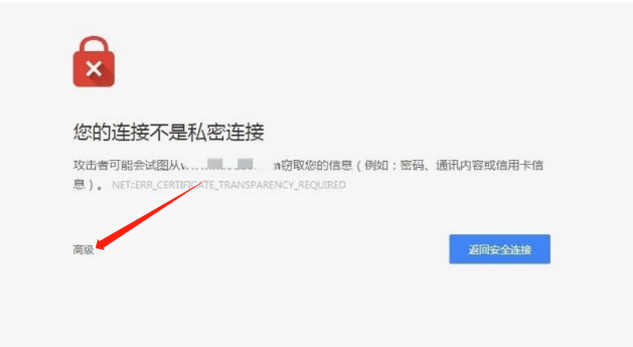 您的连接不是私密连接
攻击者可能会试图从 窃取您的信息（例如：密码、通讯内容或信用卡信
息）。 NET::ERR_CERTIFICATE_TRANSPARENCY_REQUIRED
高级
返回安全连接